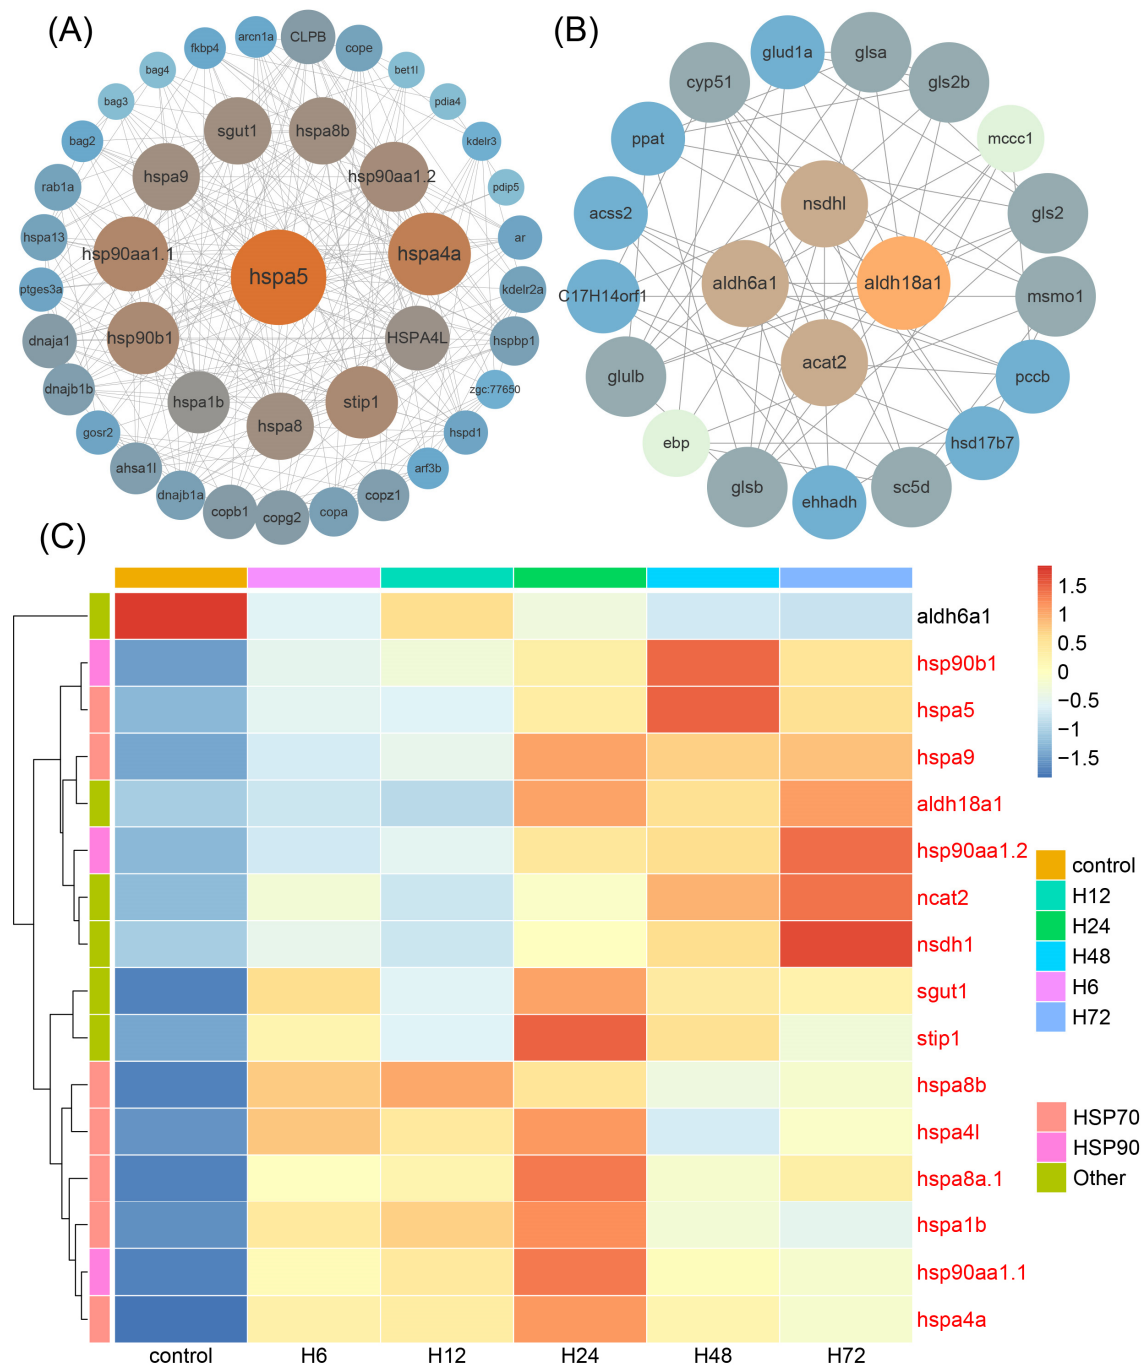 (A)
arcn1a
CLPB
fkbp4
cope
bag4
bet1l
bag3
pdia4
sgut1
hspa8b
bag2
kdelr3
hspa9
hsp90aa1.2
rab1a
pdip5
hspa13
ar
hsp90aa1.1
hspa4a
hspa5
ptges3a
kdelr2a
hsp90b1
HSPA4L
dnaja1
hspbp1
dnajb1b
zgc:77650
hspa1b
stip1
hspa8
gosr2
hspd1
ahsa1l
arf3b
dnajb1a
copz1
copb1
copg2
copa
(B)
glud1a
glsa
cyp51
gls2b
ppat
mccc1
nsdhl
acss2
gls2
aldh6a1
aldh18a1
C17H14orf1
msmo1
acat2
glulb
pccb
ebp
hsd17b7
glsb
sc5d
ehhadh
(C)
aldh6a1
hsp90b1
hspa5
hspa9
aldh18a1
hsp90aa1.2
ncat2
nsdh1
sgut1
stip1
hspa8b
hspa4l
hspa8a.1
hspa1b
hsp90aa1.1
hspa4a
control
H6
H12
H24
H48
H72
1.5
1
0.5
0
−0.5
−1
−1.5
control
H12
H24
H48
H6
H72
HSP70
HSP90
Other